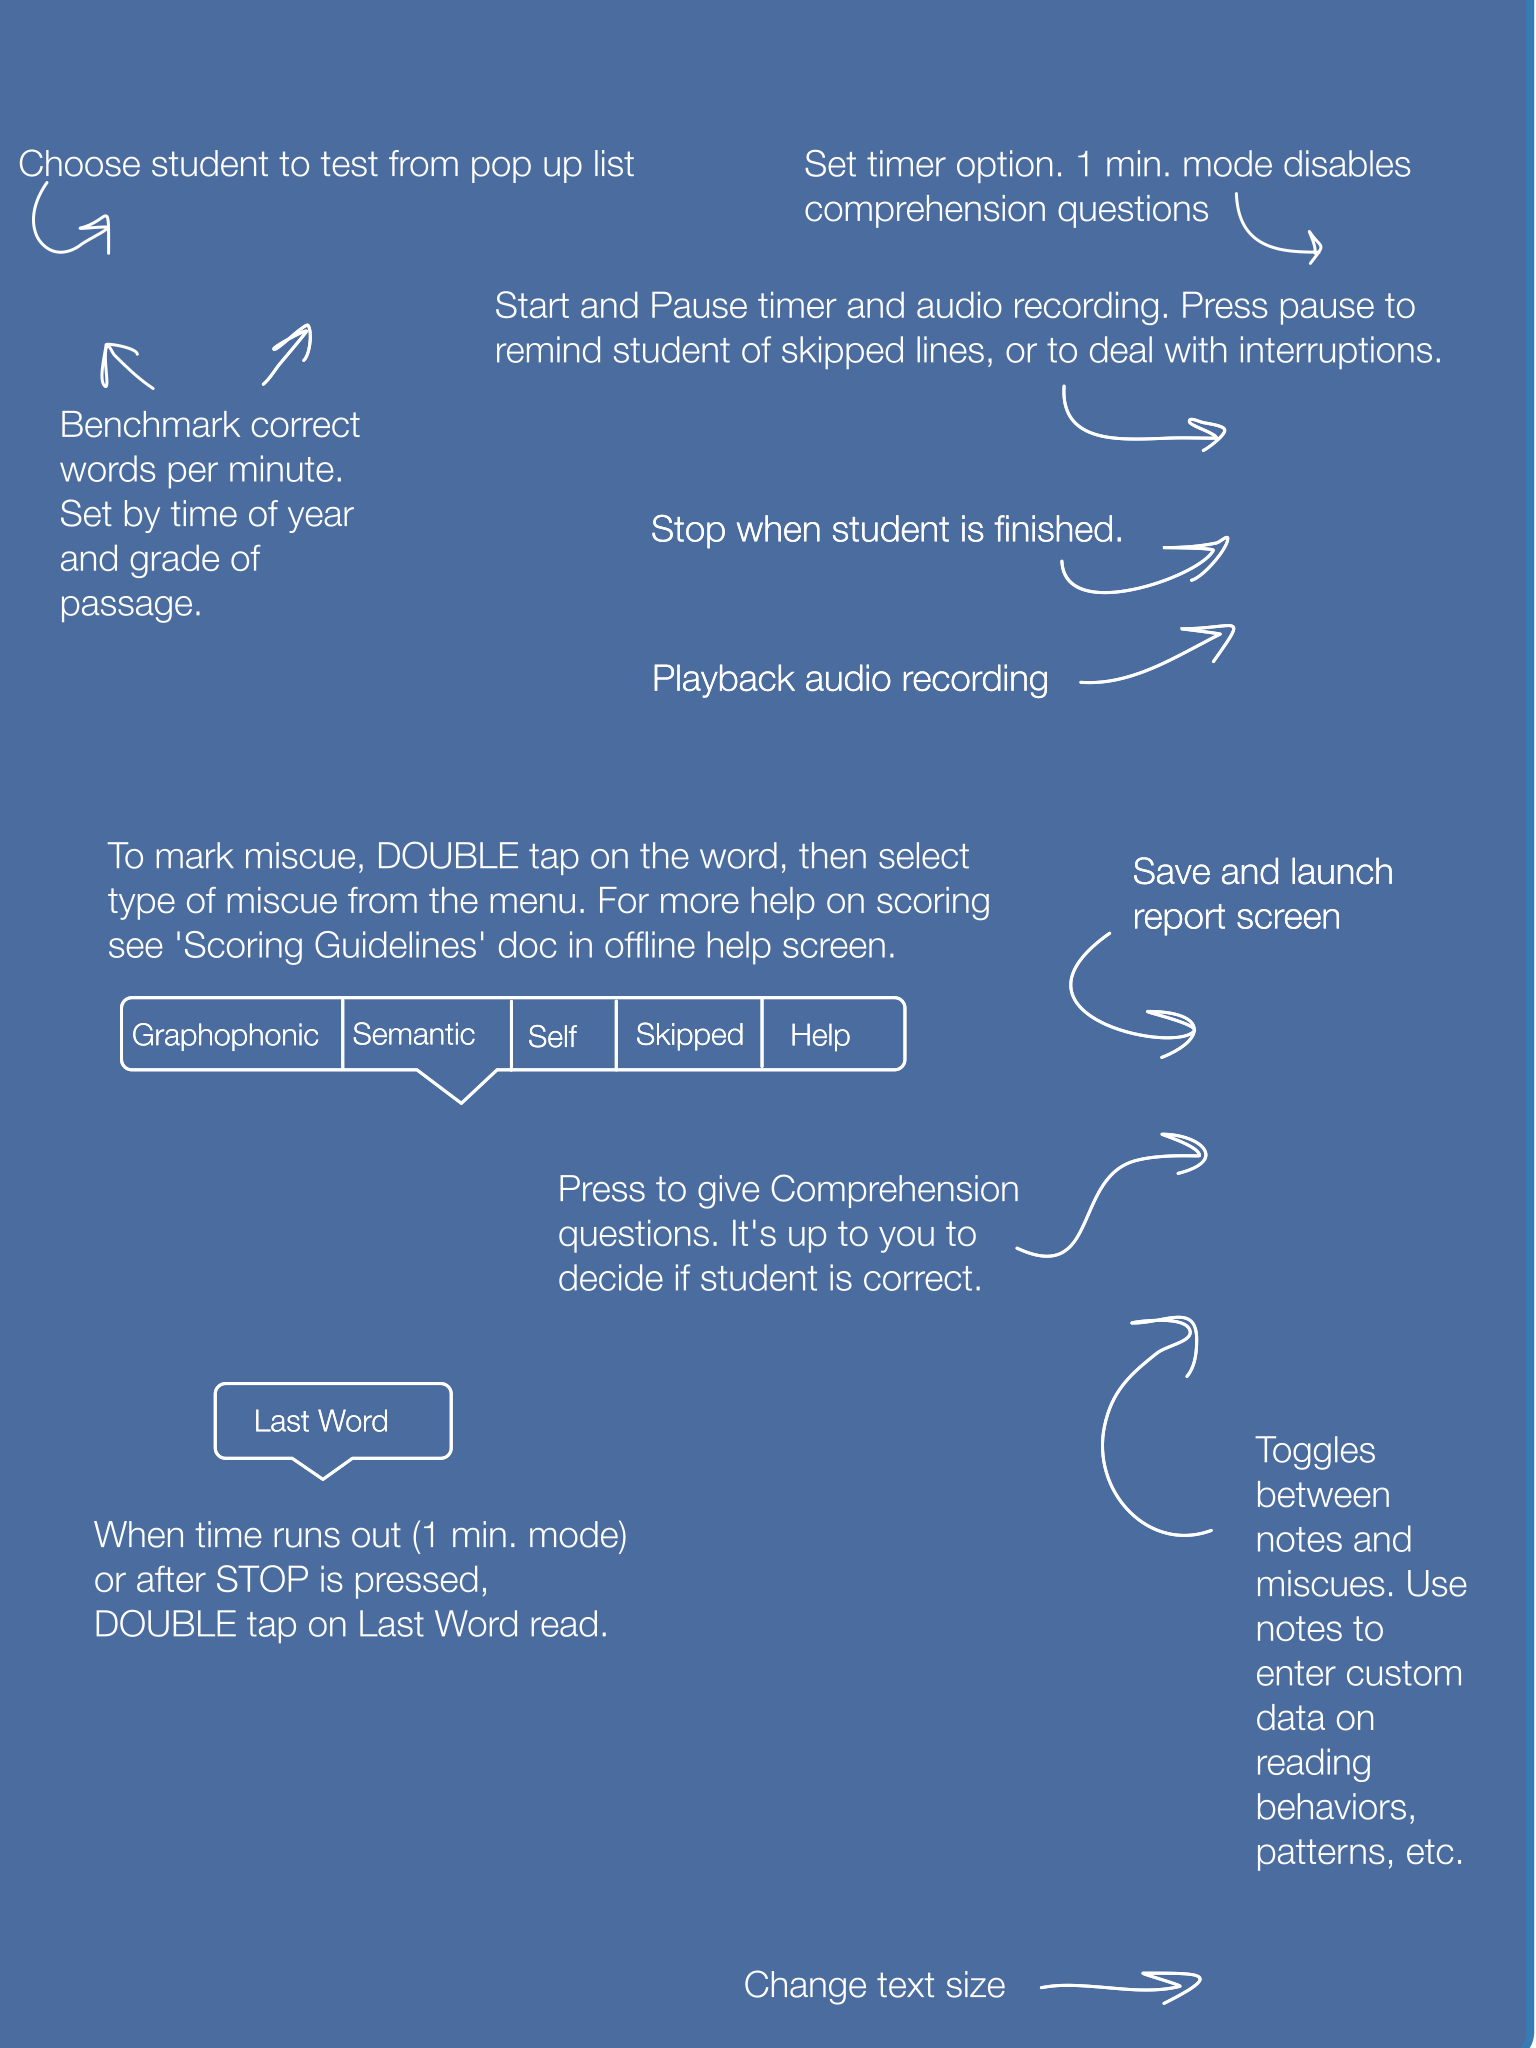 Choose student to test from pop up list
Set timer option. 1 min. mode disables
comprehension questions
Start and Pause timer and audio recording. Press pause to
remind student of skipped lines, or to deal with interruptions.
Benchmark correct
words per minute.
Set by time of year
and grade of
passage.
Stop when student is finished.
Playback audio recording
To mark miscue, DOUBLE tap on the word, then select
type of miscue from the menu. For more help on scoring
see 'Scoring Guidelines' doc in offline help screen.
Save and launch
report screen
Graphophonic Semantic Self Skipped Help
Press to give Comprehension
questions. It's up to you to
decide if student is correct.
Last Word
When time runs out (1 min. mode)
or after STOP is pressed,
DOUBLE tap on Last Word read.
Toggles
between
notes and
miscues. Use
notes to
enter custom
data on
reading
behaviors,
patterns, etc.
Change text size